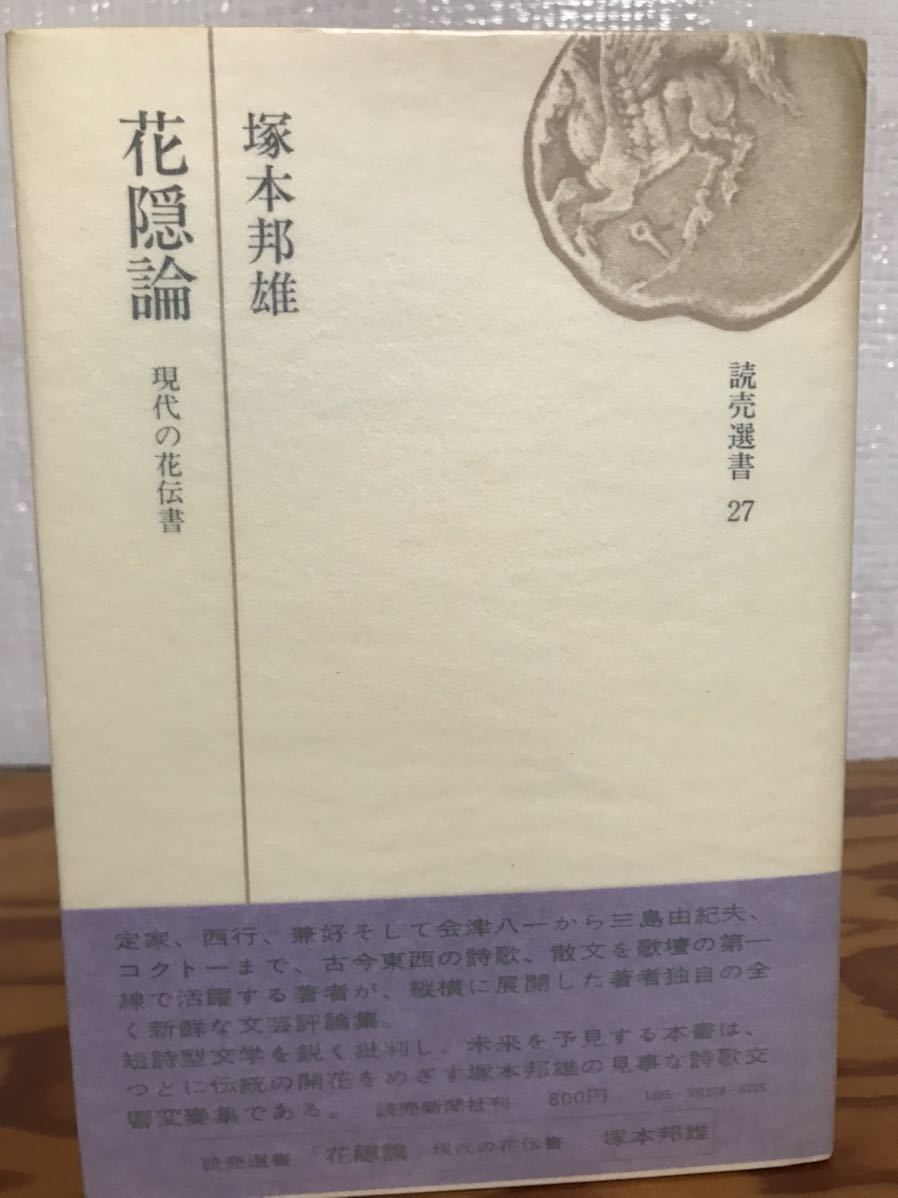 塚本邦雄
花隠論
現代の花伝書
読売選書 27
定家、西行、兼好そして会津八一から三島由紀夫、
コクトーまで、古今東西の詩歌、散文を歌壇の第一
線で活躍する著者が、縦横に展開した著者独自の全
く新鮮な文芸評論集。
短詩型文学を鋭く批判し、未来を予見する本書は、
つとに伝統の開花をめざす塚本邦雄の見事な詩歌交
響変奏集である。 読売新聞社刊 800円
読売選書 「花隠論」現代の花伝書 塚本邦雄